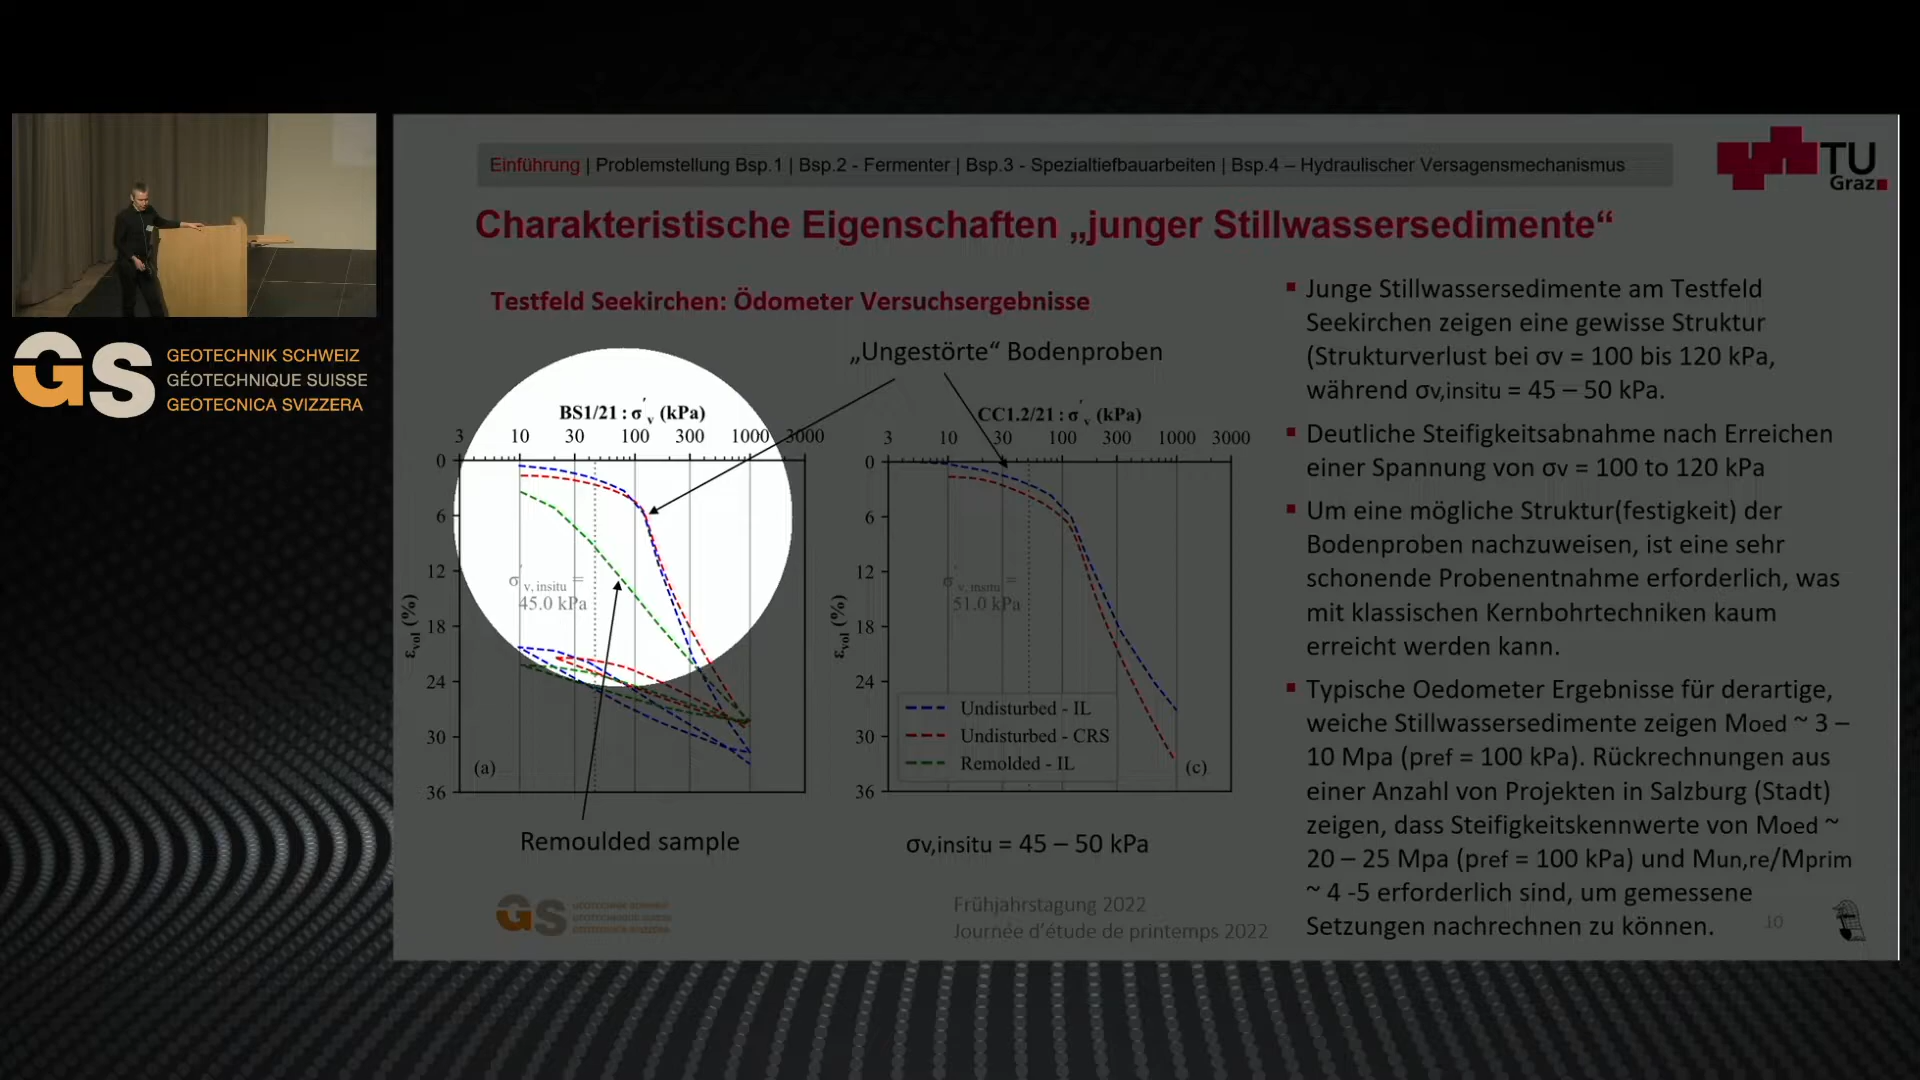 GS GEOTECHNIK SCHWEIZ
GÉOTECHNIQUE SUISSE
GEOTECNICA SVIZZERA
Einführung | Problemstellung Bsp.1 | Bsp.2 - Fermenter | Bsp.3 - Spezialtiefbauarbeiten | Bsp.4 – Hydraulischer Versagensmechanismus
TU
Graz
Charakteristische Eigenschaften „junger Stillwassersedimente“
Testfeld Seekirchen: Ödometer Versuchsergebnisse
„Ungestörte“ Bodenproben
BS1/21 : σ'v (kPa)
3 10 30 100 300 1000 3000
0
6
12
18
24
30
36
εvol (%)
σ'v, insitu =
45.0 kPa
(a)
Remoulded sample
CC1.2/21 : σ'v (kPa)
3 10 30 100 300 1000 3000
0
6
12
18
24
30
36
εvol (%)
σ'v, insitu =
51.0 kPa
Undisturbed - IL
Undisturbed - CRS
Remolded - IL
(c)
σv,insitu = 45 – 50 kPa
Junge Stillwassersedimente am Testfeld
Seekirchen zeigen eine gewisse Struktur
(Strukturverlust bei σv = 100 bis 120 kPa,
während σv,insitu = 45 – 50 kPa.
Deutliche Steifigkeitsabnahme nach Erreichen
einer Spannung von σv = 100 to 120 kPa
Um eine mögliche Struktur(festigkeit) der
Bodenproben nachzuweisen, ist eine sehr
schonende Probenentnahme erforderlich, was
mit klassischen Kernbohrtechniken kaum
erreicht werden kann.
Typische Oedometer Ergebnisse für derartige,
weiche Stillwassersedimente zeigen Moed ~ 3 –
10 Mpa (pref = 100 kPa). Rückrechnungen aus
einer Anzahl von Projekten in Salzburg (Stadt)
zeigen, dass Steifigkeitskennwerte von Moed ~
20 – 25 Mpa (pref = 100 kPa) und Mun,re/Mprim
~ 4 -5 erforderlich sind, um gemessene
Setzungen nachrechnen zu können.
GS GEOTECHNIK SCHWEIZ
GÉOTECHNIQUE SUISSE
GEOTECNICA SVIZZERA
Frühjahrstagung 2022
Journée d'étude de printemps 2022
10